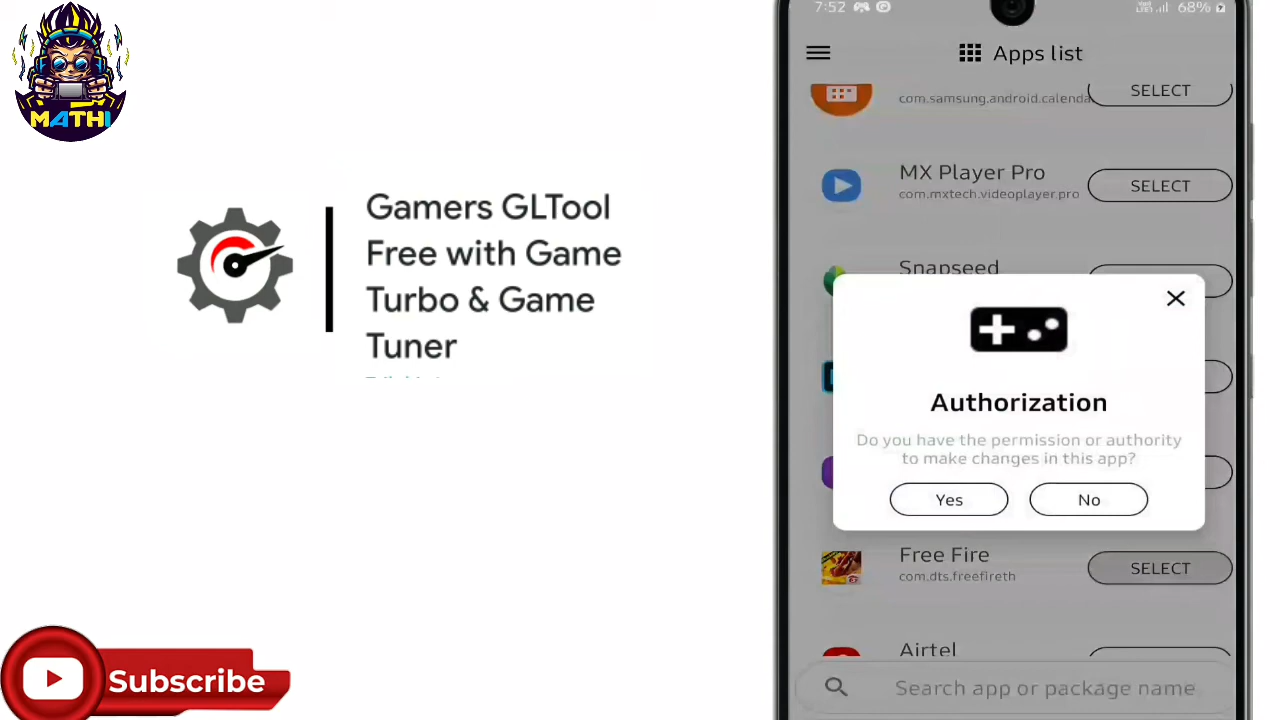 MATHI
Gamers GLTool
Free with Game
Turbo & Game
Tuner
Subscribe
7:52
68%
Apps list
com.samsung.android.calenda
SELECT
MX Player Pro
com.mxtech.videoplayer.pro
SELECT
Snapseed
Authorization
Do you have the permission or authority
to make changes in this app?
Yes No
Free Fire
com.dts.freefireth
SELECT
Airtel
Search app or package name